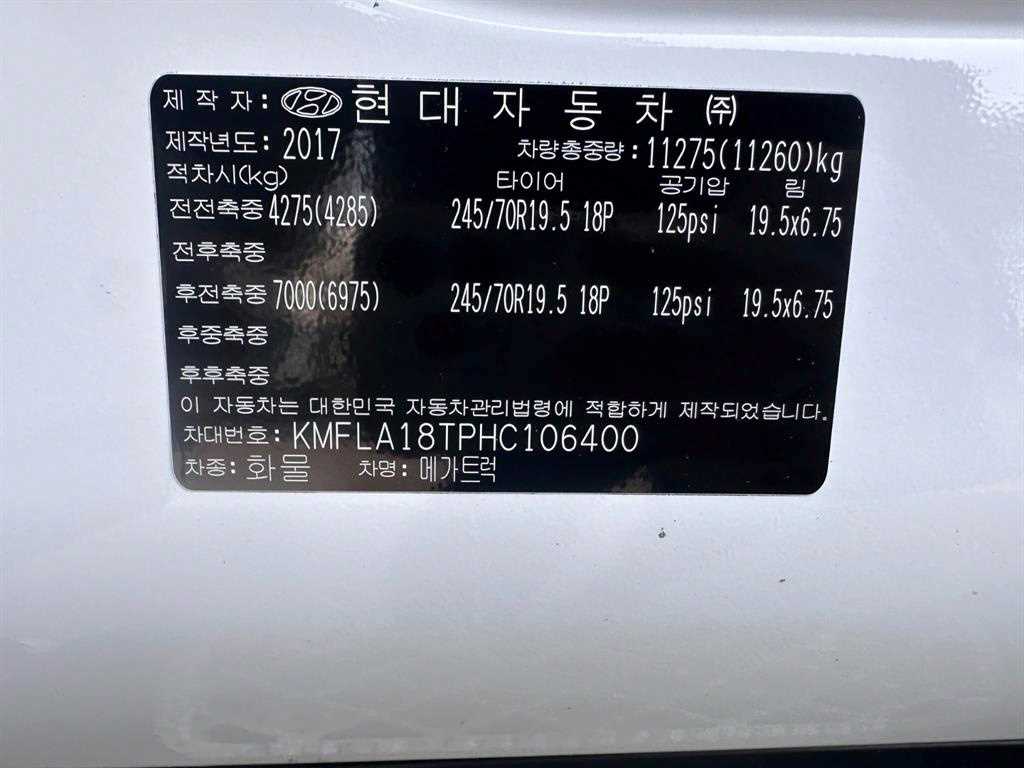 제 작 자 : 현 대 자 동 차 ㈜
제작년도 : 2017 차량총중량 : 11275(11260)kg
적차시(kg) 타이어 공기압 림
전전축중 4275(4285) 245/70R19.5 18P 125psi 19.5x6.75
전후축중
후전축중 7000(6975) 245/70R19.5 18P 125psi 19.5x6.75
후중축중
후후축중
이 자동차는 대한민국 자동차관리법령에 적합하게 제작되었습니다.
차대번호 : KMFLA18TPHC106400
차종 : 화물 차명 : 메가트럭